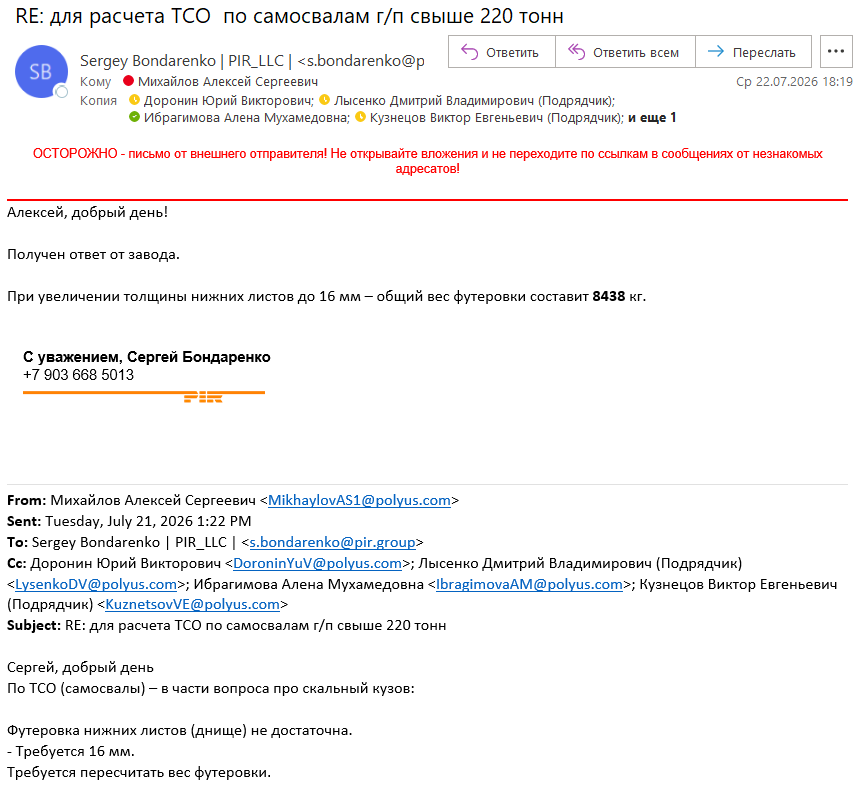 RE: для расчета ТСО  по самосвалам г/п свыше 220 тонн
SB
Sergey Bondarenko | PIR_LLC | <s.bondarenko@p
Ответить
Ответить всем
Переслать
Кому Михайлов Алексей Сергеевич
Ср 22.07.2026 18:19
Копия Доронин Юрий Викторович; Лысенко Дмитрий Владимирович (Подрядчик);
Ибрагимова Алена Мухамедовна; Кузнецов Виктор Евгеньевич (Подрядчик); и еще 1
ОСТОРОЖНО - письмо от внешнего отправителя! Не открывайте вложения и не переходите по ссылкам в сообщениях от незнакомых
адресатов!
Алексей, добрый день!
Получен ответ от завода.
При увеличении толщины нижних листов до 16 мм – общий вес футеровки составит 8438 кг.
С уважением, Сергей Бондаренко
+7 903 668 5013
PIR
From: Михайлов Алексей Сергеевич <MikhaylovAS1@polyus.com>
Sent: Tuesday, July 21, 2026 1:22 PM
To: Sergey Bondarenko | PIR_LLC | <s.bondarenko@pir.group>
Cc: Доронин Юрий Викторович <DoroninYuV@polyus.com>; Лысенко Дмитрий Владимирович (Подрядчик)
<LysenkoDV@polyus.com>; Ибрагимова Алена Мухамедовна <IbragimovaAM@polyus.com>; Кузнецов Виктор Евгеньевич
(Подрядчик) <KuznetsovVE@polyus.com>
Subject: RE: для расчета ТСО по самосвалам г/п свыше 220 тонн
Сергей, добрый день
По ТСО (самосвалы) – в части вопроса про скальный кузов:
Футеровка нижних листов (днище) не достаточна.
- Требуется 16 мм.
Требуется пересчитать вес футеровки.